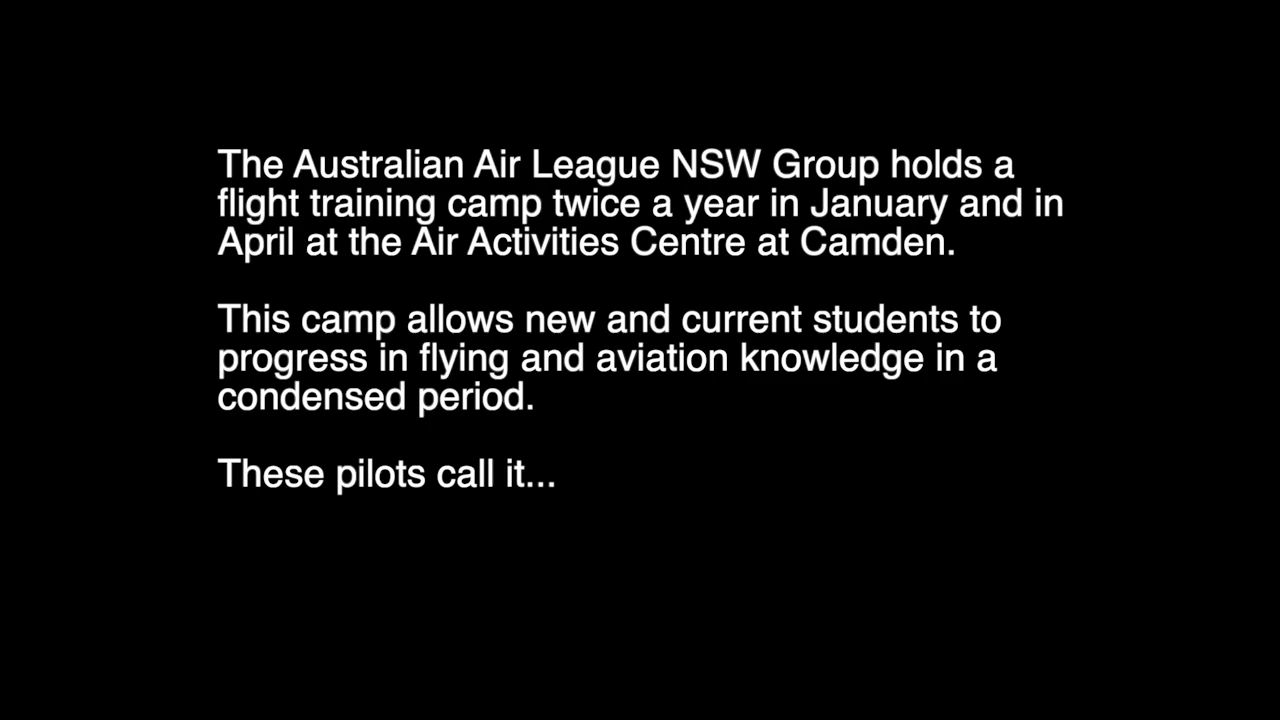 The Australian Air League NSW Group holds a
flight training camp twice a year in January and in
April at the Air Activities Centre at Camden.
This camp allows new and current students to
progress in flying and aviation knowledge in a
condensed period.
These pilots call it...